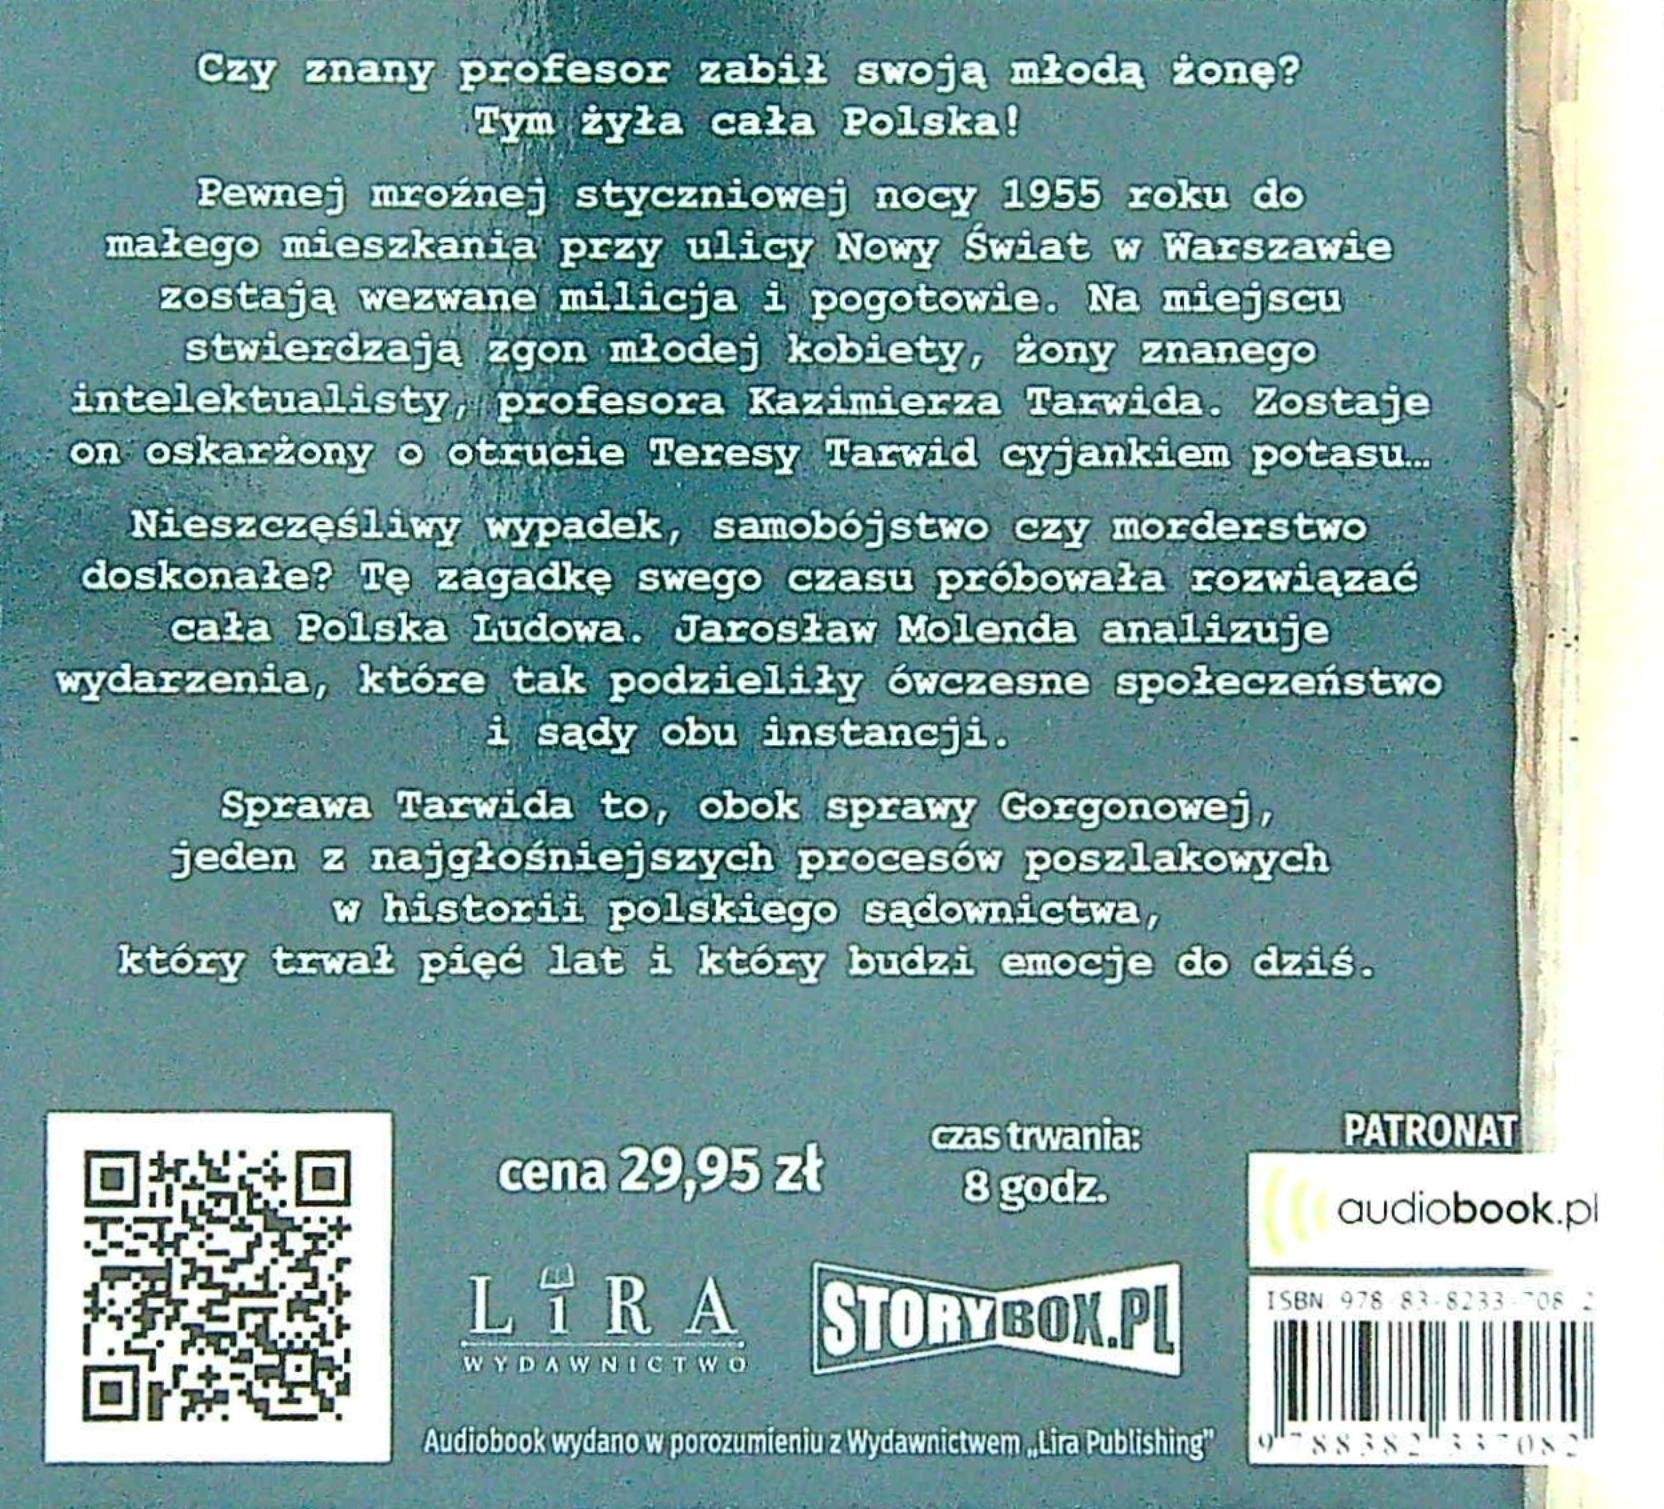 Czy znany profesor zabił swoją młodą żonę?
Tym żyła cała Polska!
Pewnej mroźnej styczniowej nocy 1955 roku do
małego mieszkania przy ulicy Nowy Świat w Warszawie
zostają wezwane milicja i pogotowie. Na miejscu
stwierdzają zgon młodej kobiety, żony znanego
intelektualisty, profesora Kazimierza Tarwida. Zostaje
on oskarżony o otrucie Teresy Tarwid cyjankiem potasu…
Nieszczęśliwy wypadek, samobójstwo czy morderstwo
doskonałe? Tę zagadkę swego czasu próbowała rozwiązać
cała Polska Ludowa. Jarosław Molenda analizuje
wydarzenia, które tak podzieliły ówczesne społeczeństwo
i sądy obu instancji.
Sprawa Tarwida to, obok sprawy Gorgonowej,
jeden z najgłośniejszych procesów poszlakowych
w historii polskiego sądownictwa,
który trwał pięć lat i który budzi emocje do dziś.
cena 29,95 zł
czas trwania:
8 godz.
PATRONAT
audiobook.pl
LiRA
WYDAWNICTWO
STORYBOX.PL
ISBN 978-83-8233-708-2
9 788382 337082
Audiobook wydano w porozumieniu z Wydawnictwem „Lira Publishing"